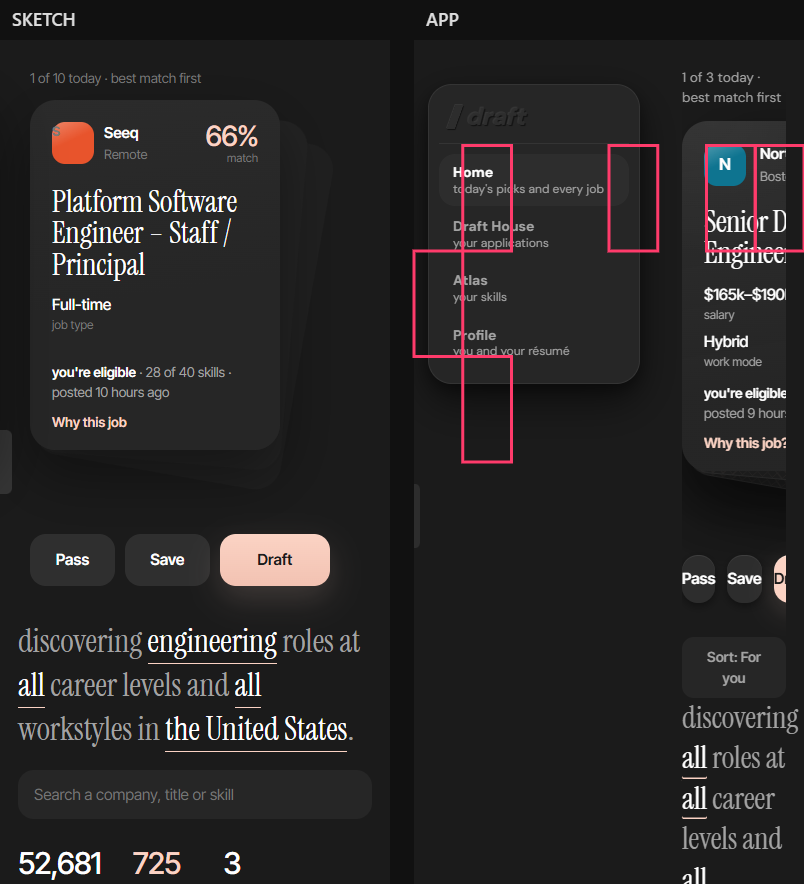 SKETCH
1 of 10 today · best match first
S
Seeq
Remote
66%
match
Platform Software
Engineer – Staff /
Principal
Full-time
job type
you're eligible · 28 of 40 skills ·
posted 10 hours ago
Why this job
Pass
Save
Draft
discovering engineering roles at
all career levels and all
workstyles in the United States.
Search a company, title or skill
52,681
725
3
APP
draft
Home
today's picks and every job
Draft House
your applications
Atlas
your skills
Profile
you and your résumé
1 of 3 today ·
best match first
N
Senior D
$165k–$190
salary
Hybrid
work mode
you're eligible
posted 9 hours
Why this job?
Pass
Save
Sort: For
you
discovering
all roles at
all career
levels and
all